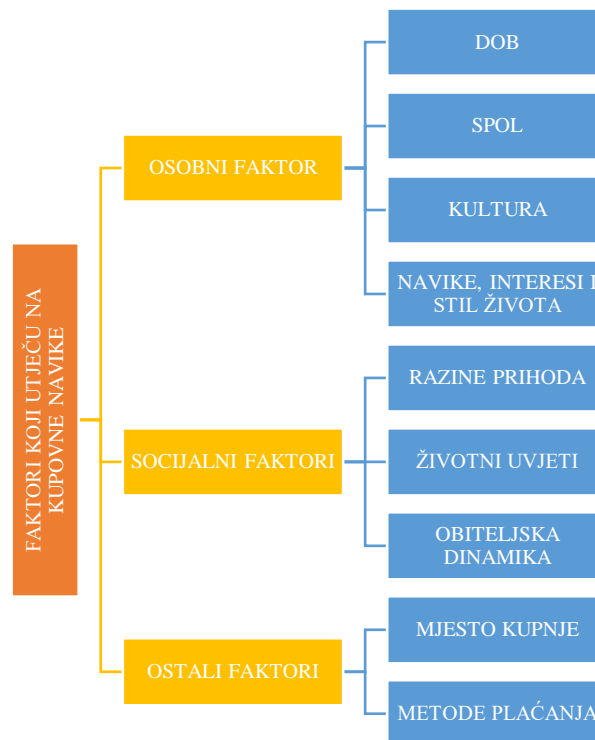 FAKTORI KOJI UTJEČU NA
KUPOVNE NAVIKE
OSOBNI FAKTOR
DOB
SPOL
KULTURA
NAVIKE, INTERESI I
STIL ŽIVOTA
SOCIJALNI FAKTORI
RAZINE PRIHODA
ŽIVOTNI UVJETI
OBITELJSKA
DINAMIKA
OSTALI FAKTORI
MJESTO KUPNJE
METODE PLAĆANJA